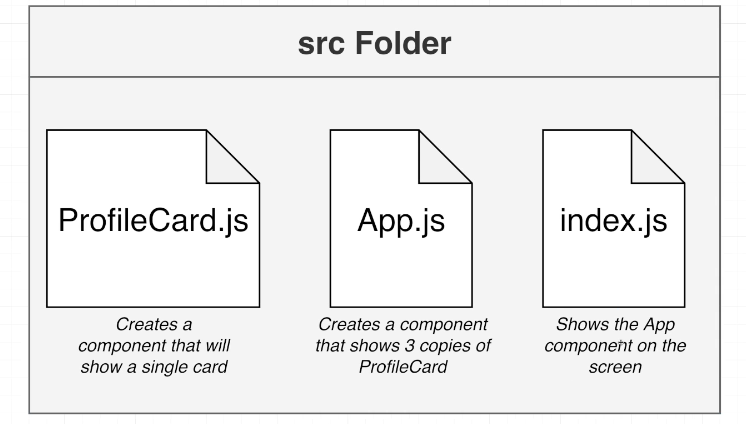 src Folder
ProfileCard.js
App.js
index.js
Creates a
component that will
show a single card
Creates a component
that shows 3 copies of
ProfileCard
Shows the App
component on the
screen